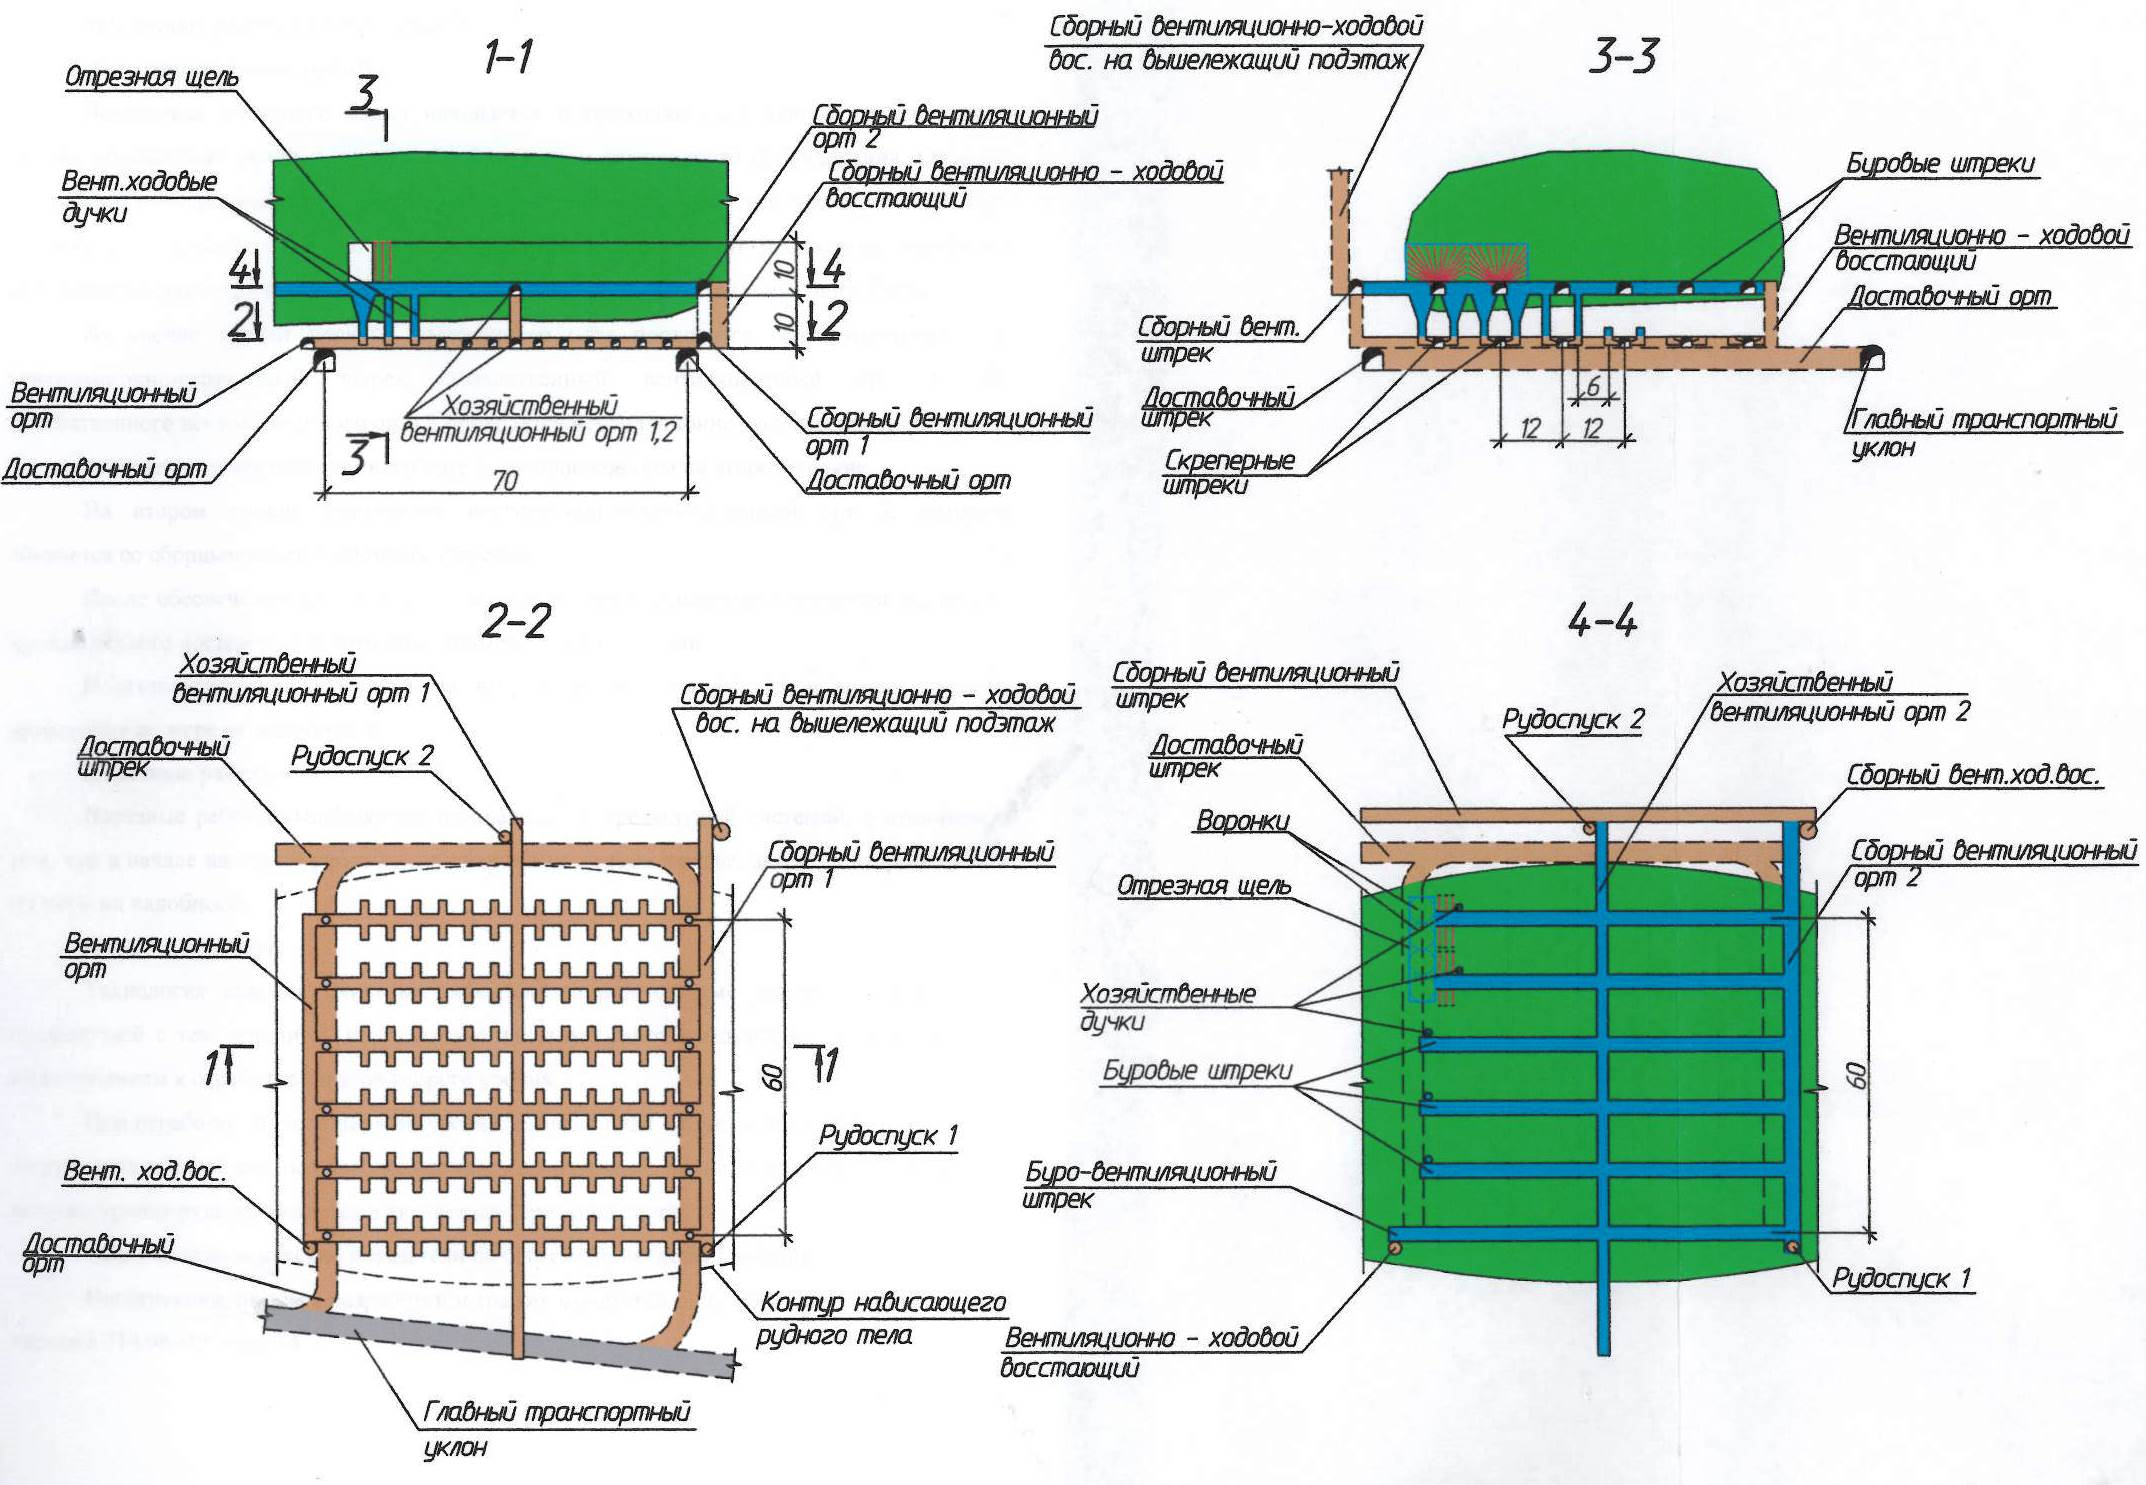 1-1
Отрезная щель
3
Сборный вентиляционный
орт 2
Вент.ходовые
дучки
Сборный вентиляционно - ходовой
восстающий
4
4
10
2
2
10
Вентиляционный
орт
Хозяйственный
вентиляционный орт 1,2
Сборный вентиляционный
орт 1
3
Доставочный орт
70
Доставочный орт
Сборный вентиляционно-ходовой
вос. на вышележащий подэтаж
3-3
Буровые штреки
Вентиляционно - ходовой
восстающий
Доставочный орт
Сборный вент.
штрек
Доставочный
штрек
6
12
12
Главный транспортный
уклон
Скреперные
штреки
2-2
Хозяйственный
вентиляционный орт 1
Сборный вентиляционно - ходовой
вос. на вышележащий подэтаж
Доставочный
штрек
Рудоспуск 2
Сборный вентиляционный
орт 1
Вентиляционный
орт
1
1
60
Рудоспуск 1
Вент. ход.вос.
Доставочный
орт
Контур нависающего
рудного тела
Главный транспортный
уклон
4-4
Сборный вентиляционный
штрек
Хозяйственный
вентиляционный орт 2
Рудоспуск 2
Доставочный
штрек
Сборный вент.ход.вос.
Воронки
Сборный вентиляционный
орт 2
Отрезная щель
Хозяйственные
дучки
Буровые штреки
60
Буро-вентиляционный
штрек
Рудоспуск 1
Вентиляционно - ходовой
восстающий